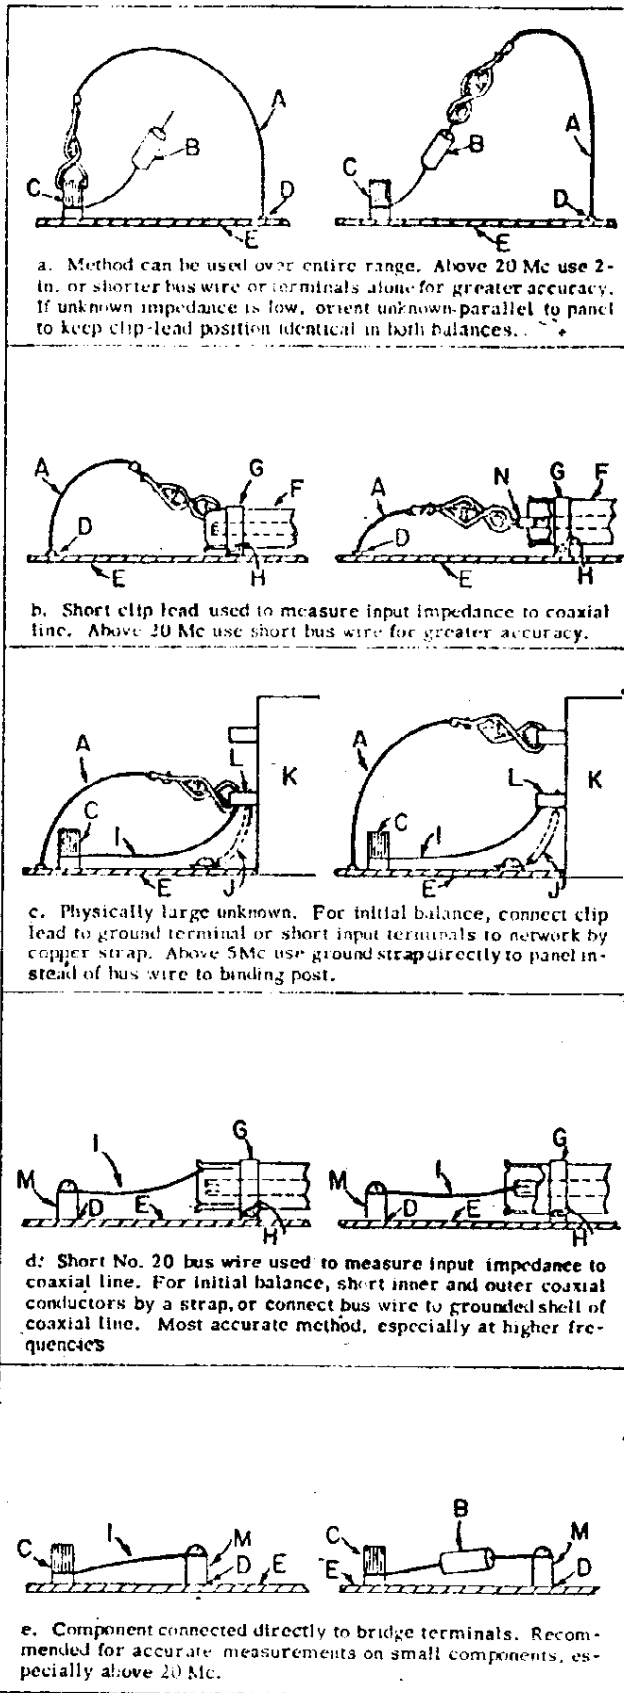 A
B
C
D
E
A
B
C
D
E
a. Method can be used over entire range. Above 20 Mc use 2-
in. or shorter bus wire or terminals alone for greater accuracy.
If unknown impedance is low, orient unknown parallel to panel
to keep clip-lead position identical in both balances.
A
G
F
D
E
H
A
N
G
F
D
E
H
b. Short clip lead used to measure input impedance to coaxial
line. Above 20 Mc use short bus wire for greater accuracy.
A
L
K
C
I
E
J
A
L
K
C
I
E
J
c. Physically large unknown. For initial balance, connect clip
lead to ground terminal or short input terminals to network by
copper strap. Above 5Mc use ground strap directly to panel in-
stead of bus wire to binding post.
I
G
M
D
E
H
G
M
I
D
E
H
d. Short No. 20 bus wire used to measure input impedance to
coaxial line. For initial balance, short inner and outer coaxial
conductors by a strap, or connect bus wire to grounded shell of
coaxial line. Most accurate method, especially at higher fre-
quencies
C
I
M
D
E
B
C
M
E
D
e. Component connected directly to bridge terminals. Recom-
mended for accurate measurements on small components, es-
pecially above 20 Mc.